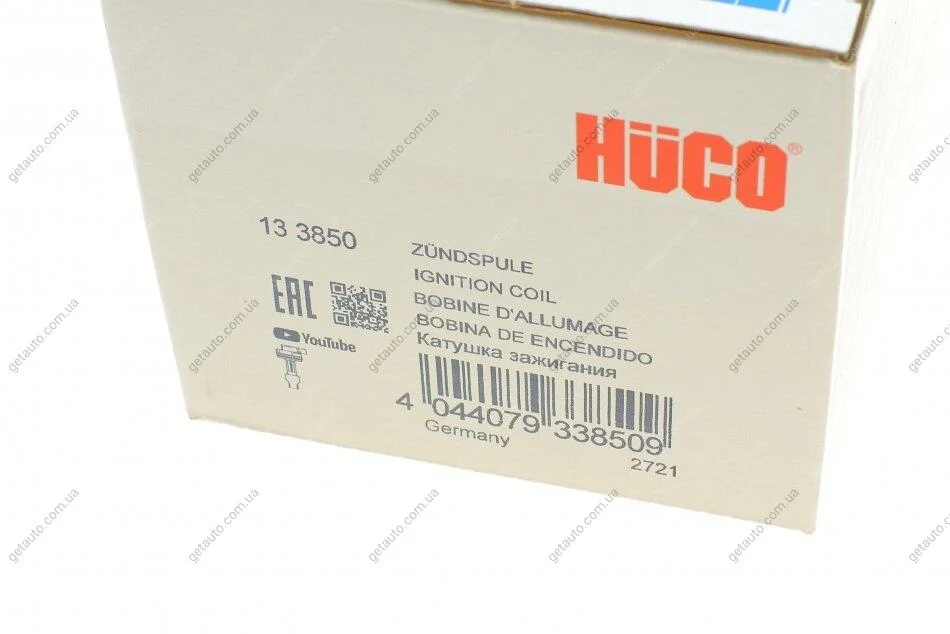 HÜCO®
13 3850
ZÜNDSPULE
IGNITION COIL
BOBINE D'ALLUMAGE
BOBINA DE ENCENDIDO
Катушка зажигания
EAC
YouTube
4 044079 338509
Germany
2721
getauto.com.ua